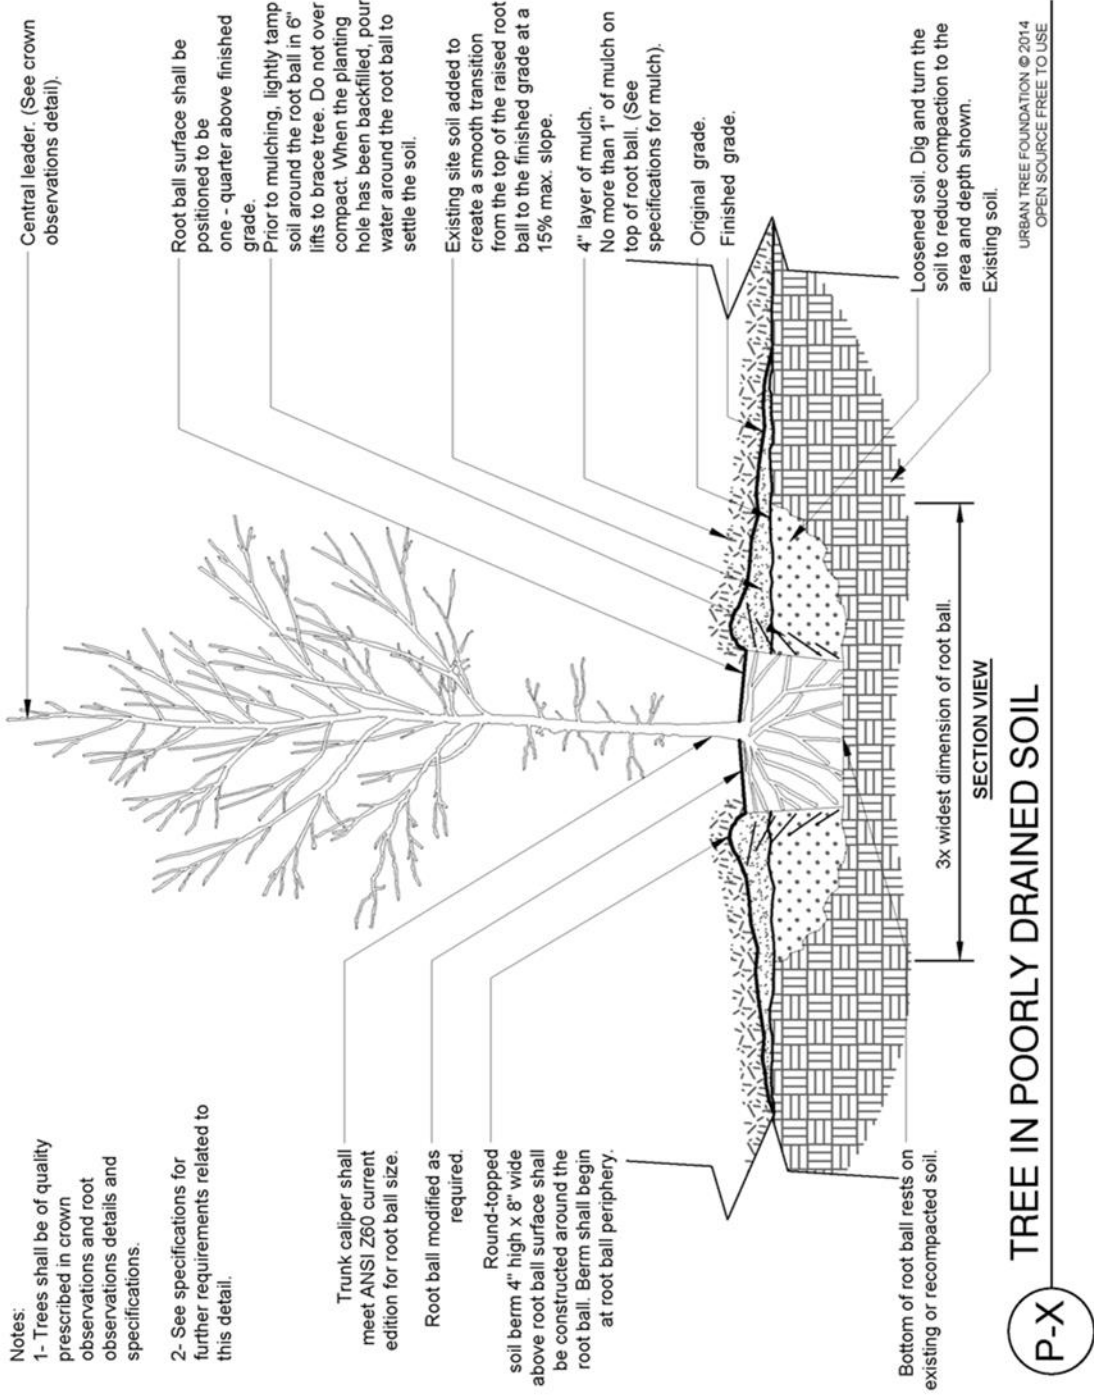 Notes:
1- Trees shall be of quality
prescribed in crown
observations and root
observations details and
specifications.
2- See specifications for
further requirements related to
this detail.
Trunk caliper shall
meet ANSI Z60 current
edition for root ball size.
Root ball modified as
required.
Round-topped
soil berm 4" high x 8" wide
above root ball surface shall
be constructed around the
root ball. Berm shall begin
at root ball periphery.
Bottom of root ball rests on
existing or recompacted soil.
Central leader. (See crown
observations detail).
Root ball surface shall be
positioned to be
one - quarter above finished
grade.
Prior to mulching, lightly tamp
soil around the root ball in 6"
lifts to brace tree. Do not over
compact. When the planting
hole has been backfilled, pour
water around the root ball to
settle the soil.
Existing site soil added to
create a smooth transition
from the top of the raised root
ball to the finished grade at a
15% max. slope.
4" layer of mulch.
No more than 1" of mulch on
top of root ball. (See
specifications for mulch).
Original grade.
Finished grade.
Loosened soil. Dig and turn the
soil to reduce compaction to the
area and depth shown.
Existing soil.
3x widest dimension of root ball.
SECTION VIEW
P-X
TREE IN POORLY DRAINED SOIL
URBAN TREE FOUNDATION © 2014
OPEN SOURCE FREE TO USE